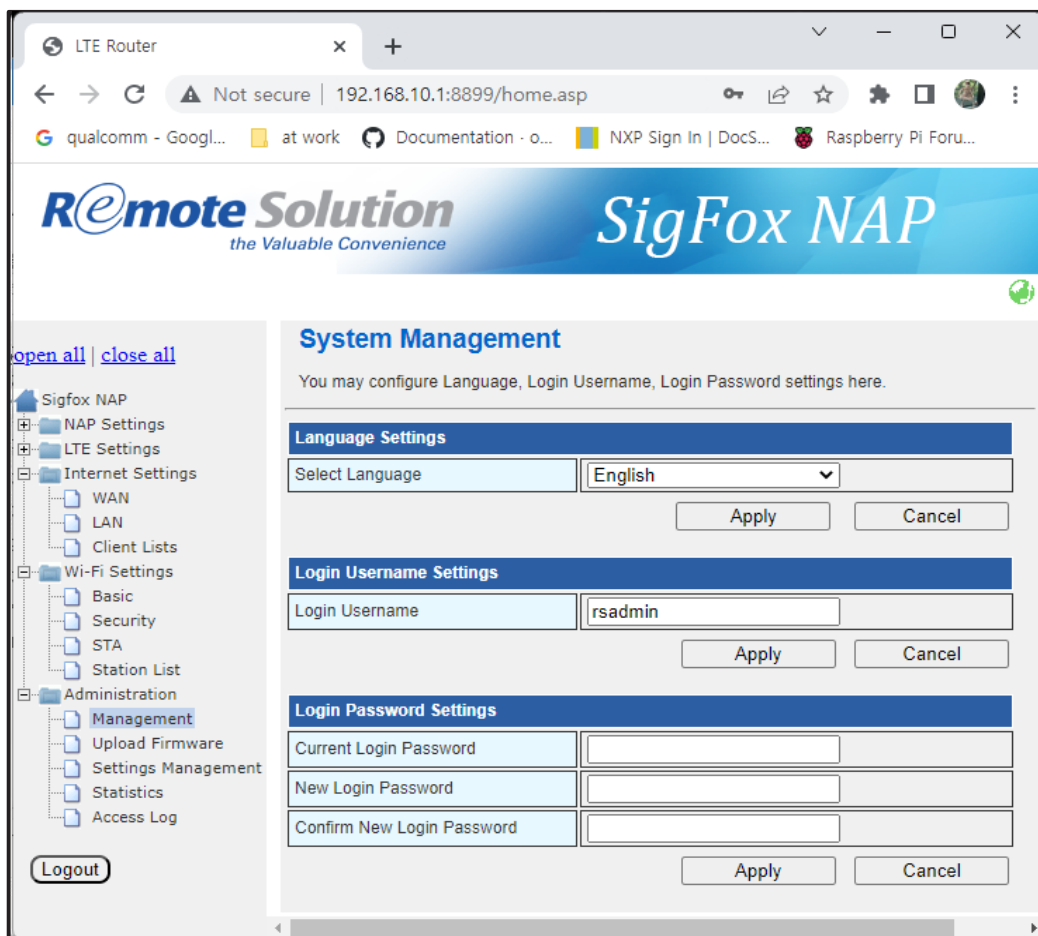 LTE Router
Not secure | 192.168.10.1:8899/home.asp
qualcomm - Googl... at work Documentation · o... NXP Sign In | DocS... Raspberry Pi Foru...
Remote Solution
the Valuable Convenience
SigFox NAP
open all | close all
Sigfox NAP
NAP Settings
LTE Settings
Internet Settings
WAN
LAN
Client Lists
Wi-Fi Settings
Basic
Security
STA
Station List
Administration
Management
Upload Firmware
Settings Management
Statistics
Access Log
Logout
System Management
You may configure Language, Login Username, Login Password settings here.
Language Settings
Select Language English
Apply Cancel
Login Username Settings
Login Username rsadmin
Apply Cancel
Login Password Settings
Current Login Password
New Login Password
Confirm New Login Password
Apply Cancel